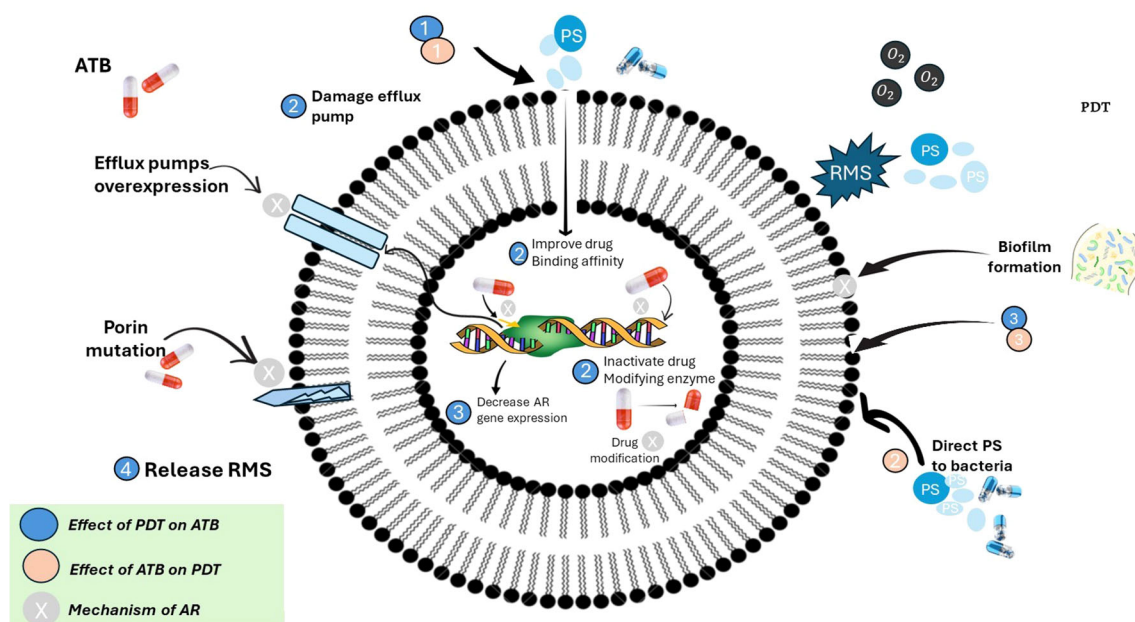 1
1
PS
ATB
O2
O2
O2
PDT
2 Damage efflux
pump
RMS
PS
PS
Efflux pumps
overexpression
X
2 Improve drug
Binding affinity
Biofilm
formation
X
X
X
Porin
mutation
X
3
3
2 Inactivate drug
Modifying enzyme
3 Decrease AR
gene expression
Drug
modification
X
2
Direct PS
to bacteria
PS
PS
PS
4 Release RMS
Effect of PDT on ATB
Effect of ATB on PDT
X Mechanism of AR